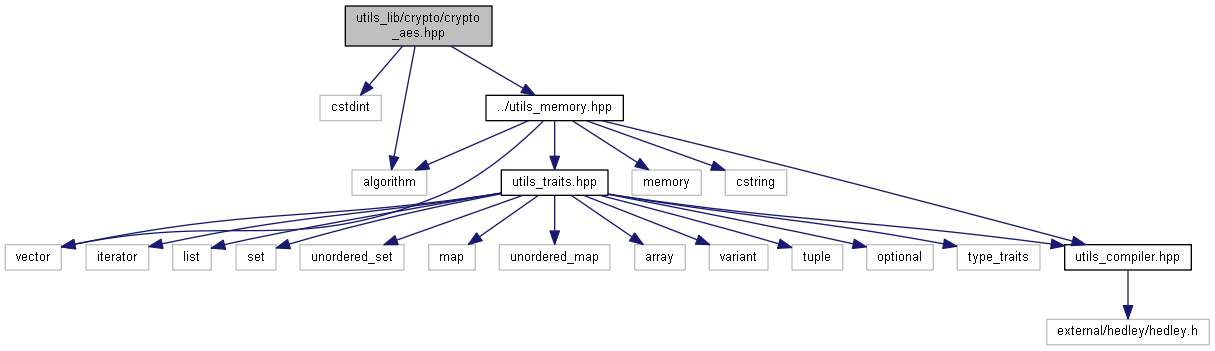 utils_lib/crypto/crypto
_aes.hpp
cstdint
../utils_memory.hpp
algorithm
utils_traits.hpp
memory
cstring
vector
iterator
list
set
unordered_set
map
unordered_map
array
variant
tuple
optional
type_traits
utils_compiler.hpp
external/hedley/hedley.h